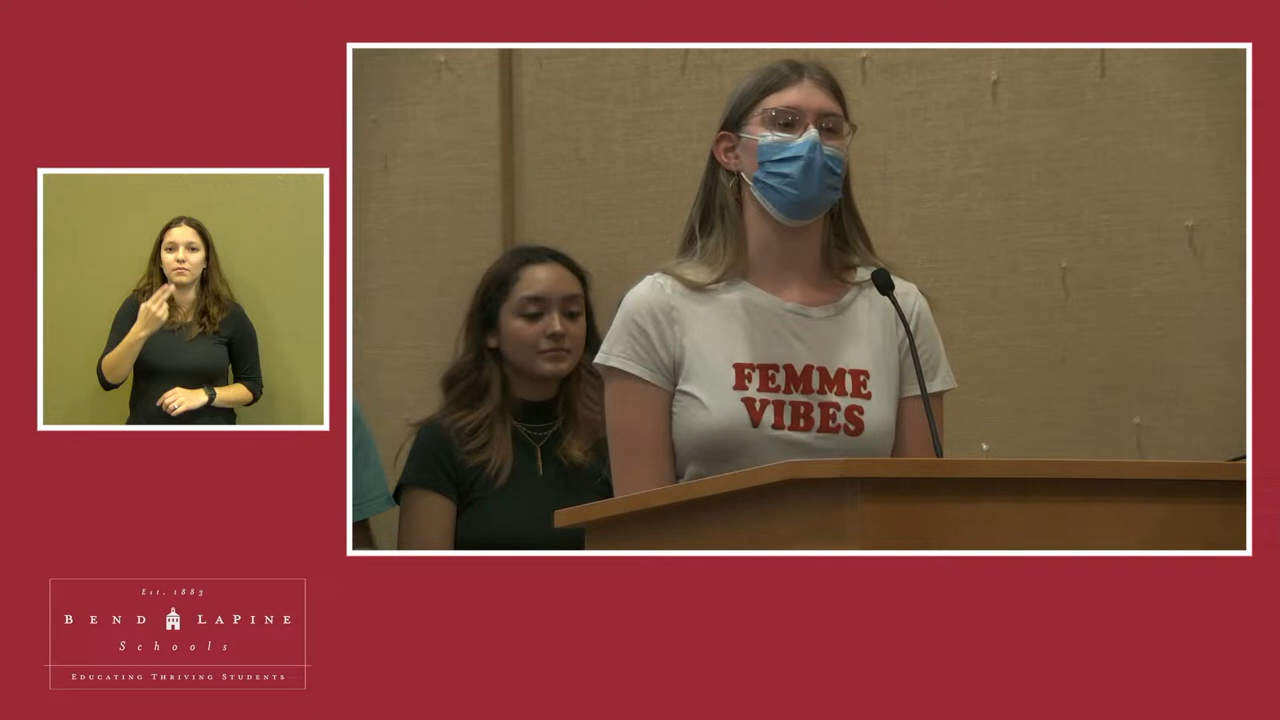 FEMME
VIBES
Est. 1883
BEND LAPINE
Schools
EDUCATING THRIVING STUDENTS